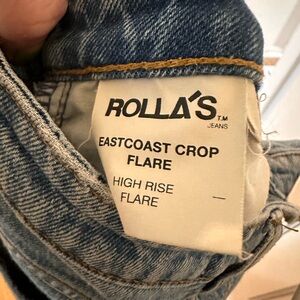 ROLLA'S TM
JEANS
EASTCOAST CROP
FLARE
HIGH RISE
FLARE